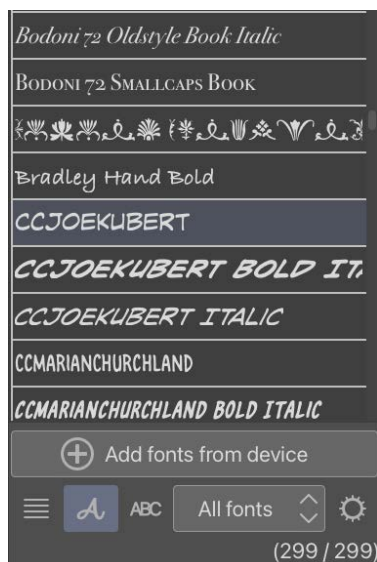 Bodoni 72 Oldstyle Book Italic
Bodoni 72 Smallcaps Book
Bradley Hand Bold
CCJOEKUBERT
CCJOEKUBERT BOLD
CCJOEKUBERT ITALIC
CCMARIANCHURCHLAND
CCMARIANCHURCHLAND BOLD ITALIC
Add fonts from device
A ABC All fonts
(299 / 299)